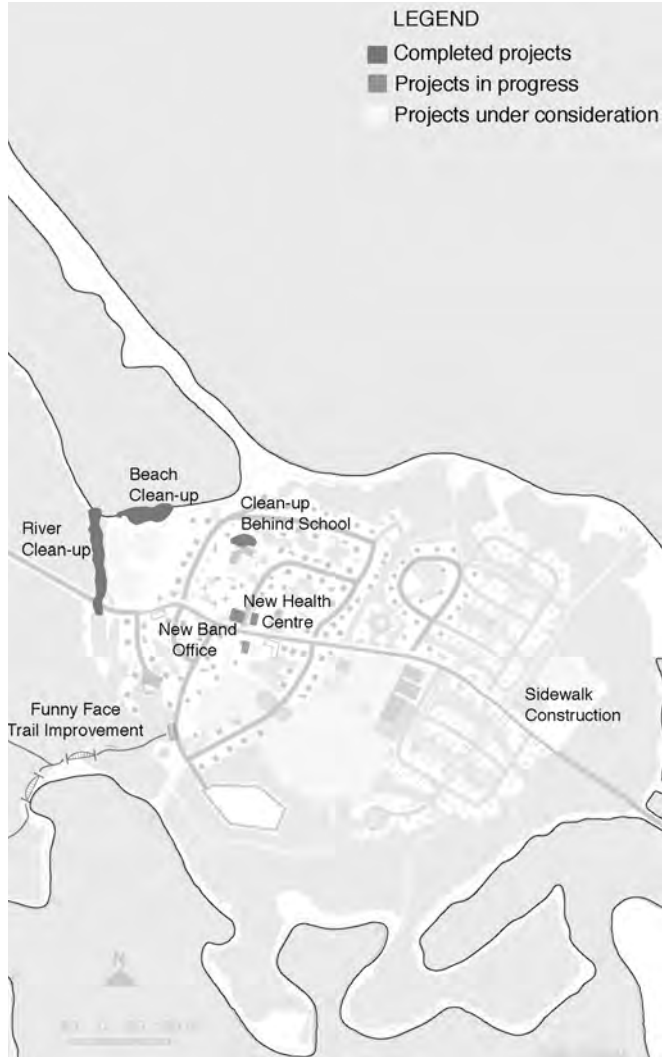 LEGEND
Completed projects
Projects in progress
Projects under consideration
Beach
Clean-up
Clean-up
Behind School
River
Clean-up
New Health
Centre
New Band
Office
Funny Face
Trail Improvement
Sidewalk
Construction
N